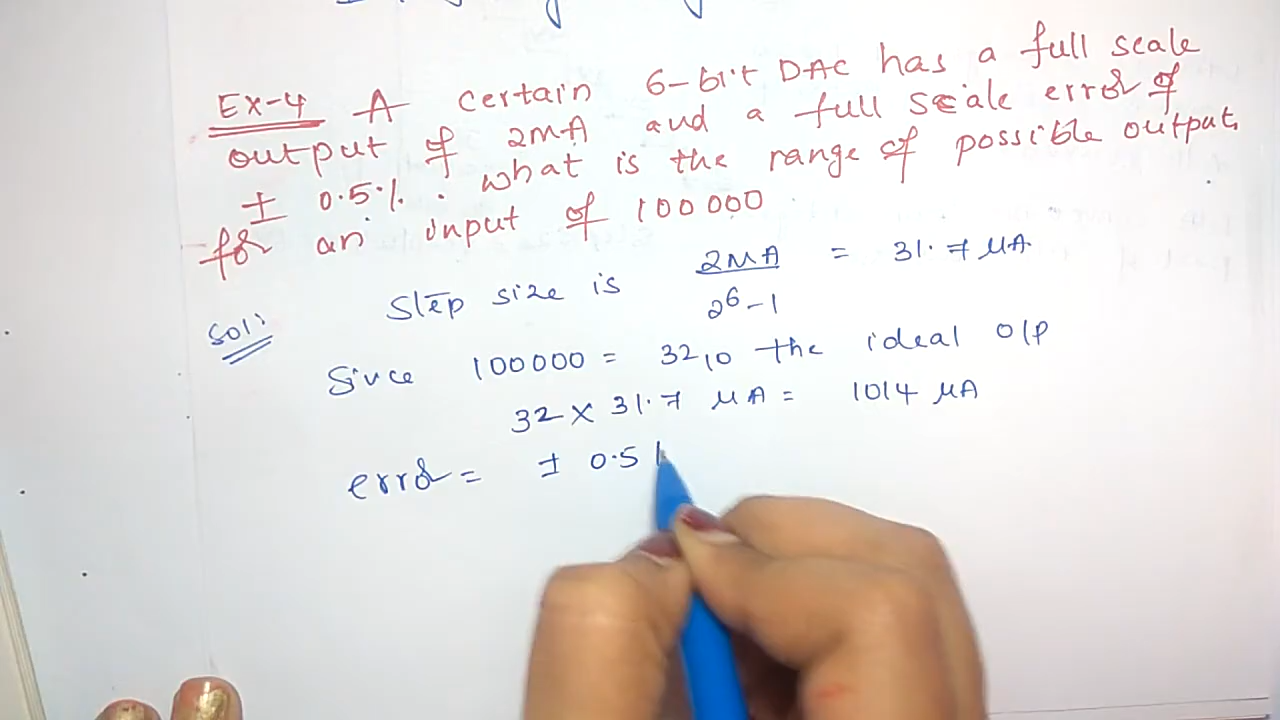 Ex-4 A certain 6-bit DAC has a full scale
output of 2MA and a full scale error of
± 0.5%. what is the range of possible output,
for an input of 100000
Sol: Step size is 2MA / 2⁶-1 = 31.7 μA
Since 100000 = 32₁₀ the ideal o/p
32 × 31.7 μA = 1014 μA
error = ± 0.5